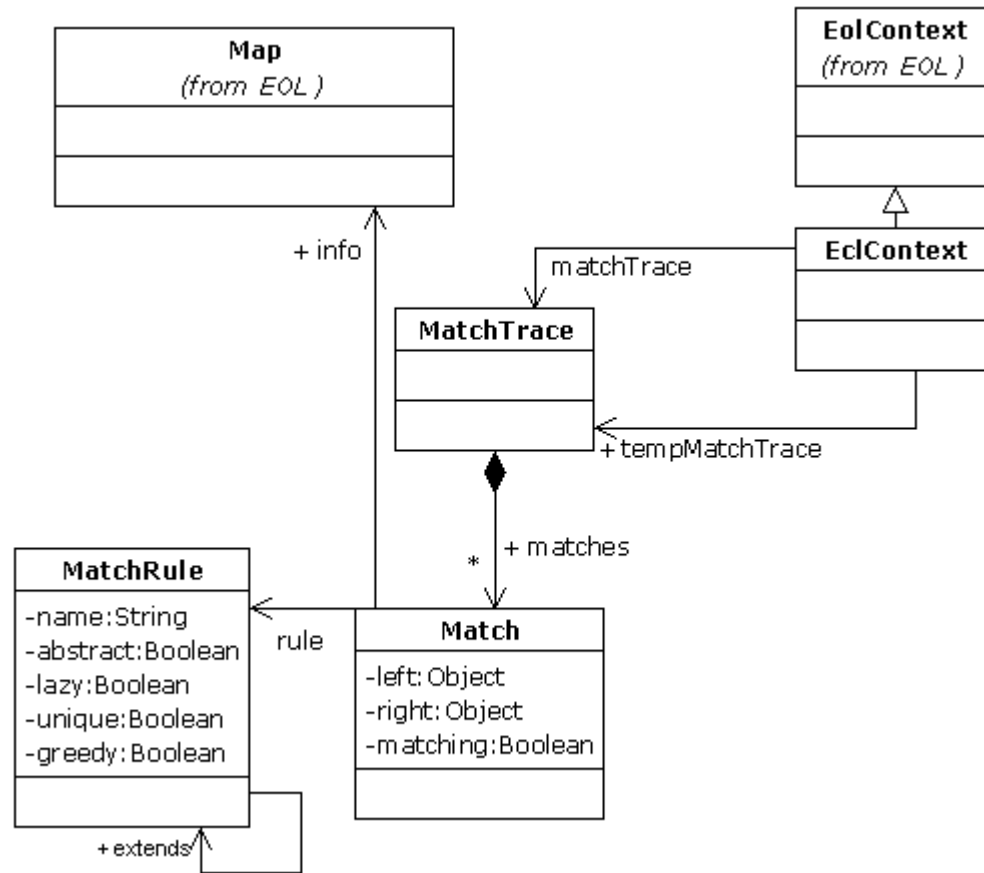 Map
(from EOL)
EolContext
(from EOL)
+ info
matchTrace
EclContext
MatchTrace
+ tempMatchTrace
+ matches
*
MatchRule
-name:String
-abstract:Boolean
-lazy:Boolean
-unique:Boolean
-greedy:Boolean
rule
Match
-left:Object
-right:Object
-matching:Boolean
+ extends